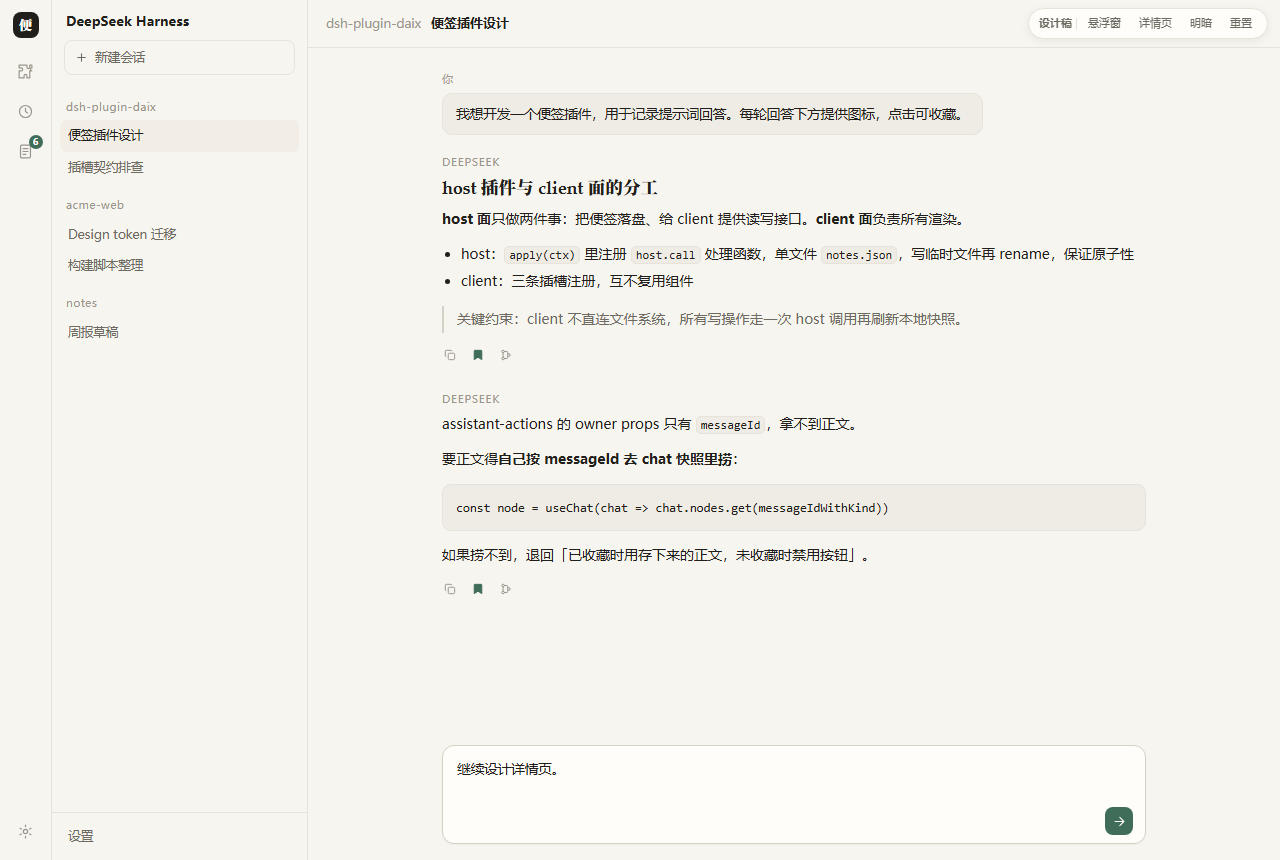 便
DeepSeek Harness
dsh-plugin-daix 便签插件设计
设计稿 悬浮窗 详情页 明暗 重置
+ 新建会话
6
dsh-plugin-daix
便签插件设计
插槽契约排查
acme-web
Design token 迁移
构建脚本整理
notes
周报草稿
设置
你
我想开发一个便签插件，用于记录提示词回答。每轮回答下方提供图标，点击可收藏。
DEEPSEEK
host 插件与 client 面的分工
host 面只做两件事：把便签落盘、给 client 提供读写接口。client 面负责所有渲染。
• host：apply(ctx) 里注册 host.call 处理函数，单文件 notes.json，写临时文件再 rename，保证原子性
• client：三条插槽注册，互不复用组件
关键约束：client 不直连文件系统，所有写操作走一次 host 调用再刷新本地快照。
DEEPSEEK
assistant-actions 的 owner props 只有 messageId，拿不到正文。
要正文得自己按 messageId 去 chat 快照里捞：
const node = useChat(chat => chat.nodes.get(messageIdWithKind))
如果捞不到，退回「已收藏时用存下来的正文，未收藏时禁用按钮」。
继续设计详情页。